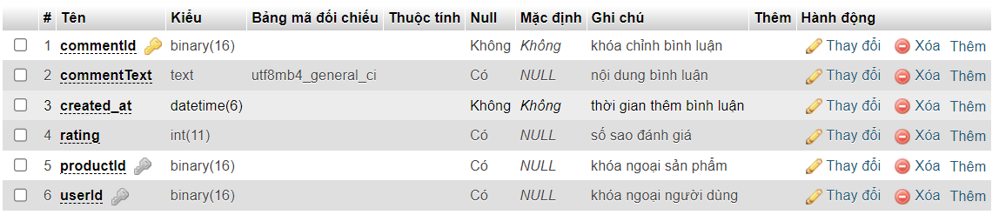 # Tên Kiểu Bảng mã đối chiếu Thuộc tính Null Mặc định Ghi chú Thêm Hành động
1 commentId binary(16) Không Không khóa chỉnh bình luận Thay đổi Xóa Thêm
2 commentText text utf8mb4_general_ci Có NULL nội dung bình luận Thay đổi Xóa Thêm
3 created_at datetime(6) Không Không thời gian thêm bình luận Thay đổi Xóa Thêm
4 rating int(11) Có NULL số sao đánh giá Thay đổi Xóa Thêm
5 productId binary(16) Có NULL khóa ngoại sản phẩm Thay đổi Xóa Thêm
6 userId binary(16) Có NULL khóa ngoại người dùng Thay đổi Xóa Thêm